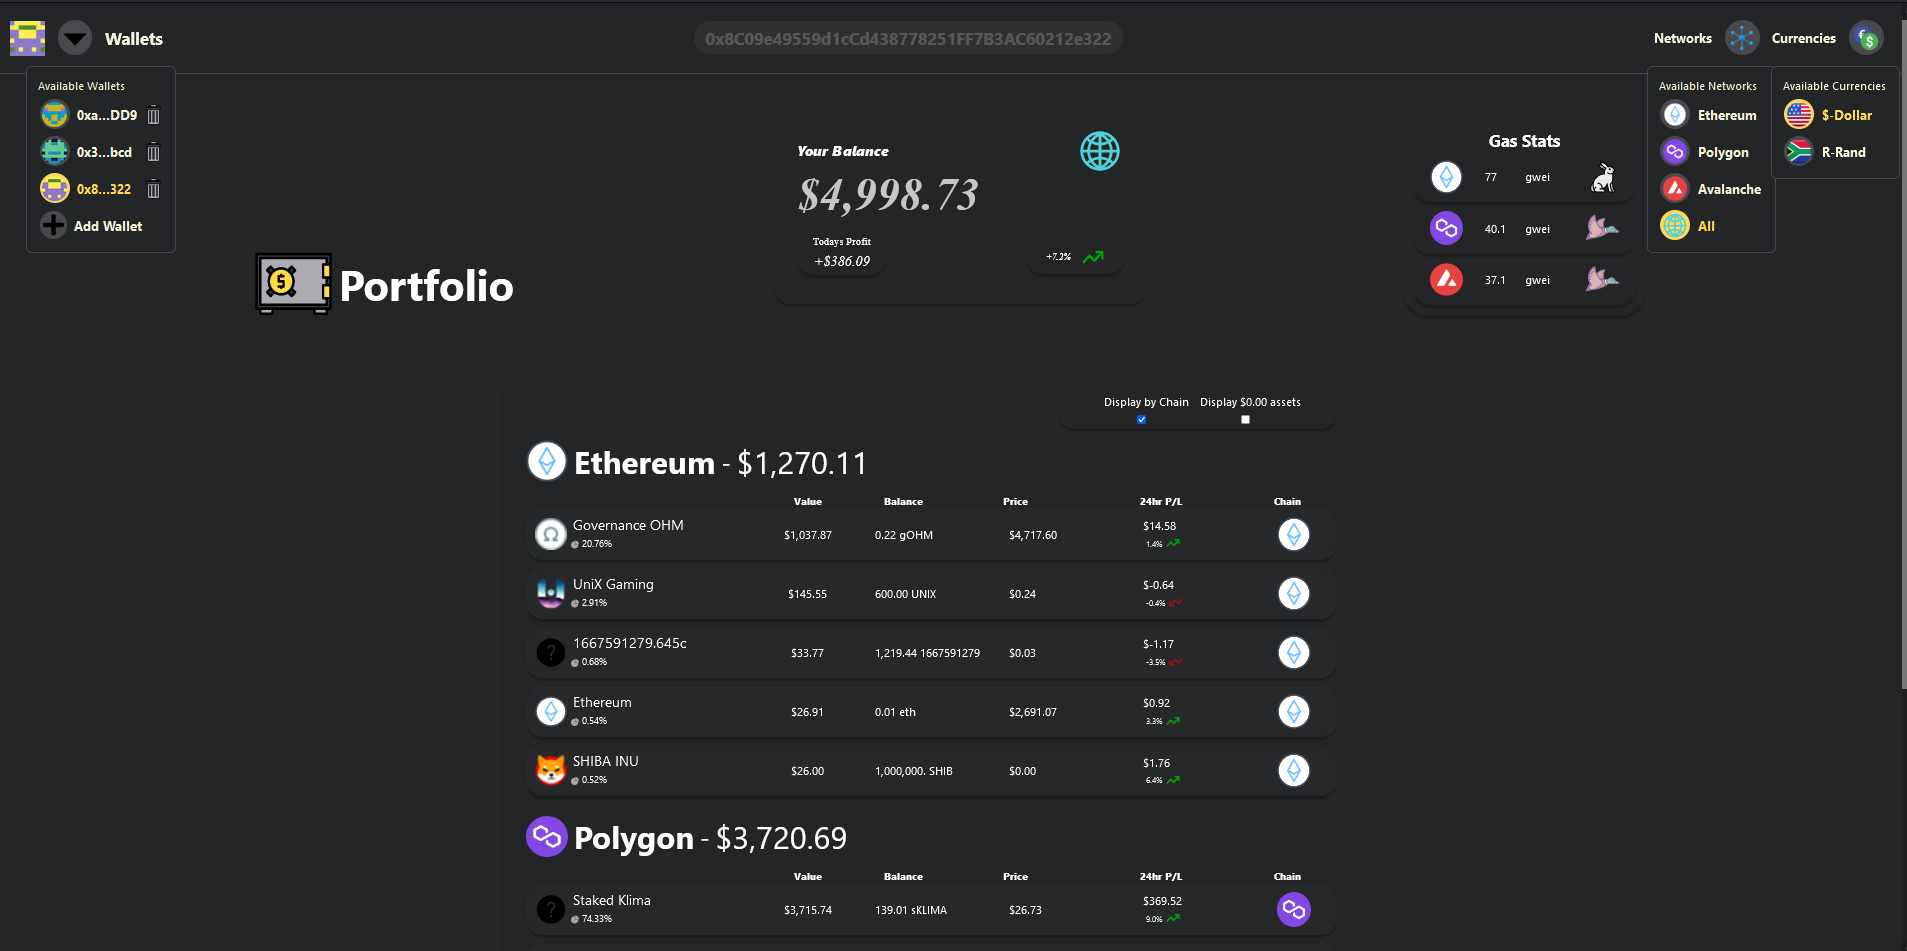 Wallets
0x8C09e49559d1cCd438778251FF7B3AC60212e322
Networks
Currencies
Available Wallets
0xa...DD9
0x3...bcd
0x8...322
Add Wallet
Available Networks
Ethereum
Polygon
Avalanche
All
Available Currencies
$-Dollar
R-Rand
Portfolio
Your Balance
$4,998.73
Todays Profit
+$386.09
+7.2%
Gas Stats
77 gwei
40.1 gwei
37.1 gwei
Display by Chain Display $0.00 assets
Ethereum - $1,270.11
Value Balance Price 24hr P/L Chain
Governance OHM
20.76%
$1,037.87 0.22 gOHM $4,717.60
$14.58
1.4%
UniX Gaming
2.91%
$145.55 600.00 UNIX $0.24
$-0.64
-0.4%
1667591279.645c
0.68%
$33.77 1,219.44 1667591279 $0.03
$-1.17
-3.5%
Ethereum
0.54%
$26.91 0.01 eth $2,691.07
$0.92
3.3%
SHIBA INU
0.52%
$26.00 1,000,000. SHIB $0.00
$1.76
6.4%
Polygon - $3,720.69
Value Balance Price 24hr P/L Chain
Staked Klima
74.33%
$3,715.74 139.01 sKLIMA $26.73
$369.52
9.0%